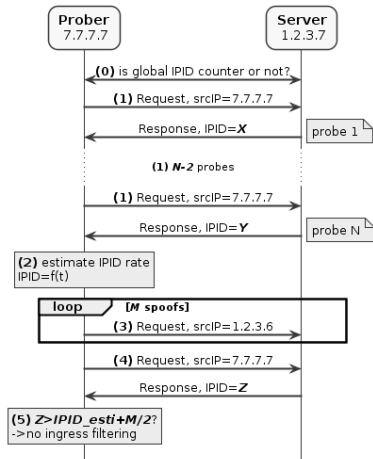 Prober
7.7.7.7
Server
1.2.3.7
(0) is global IPID counter or not?
(1) Request, srcIP=7.7.7.7
Response, IPID=X
probe 1
(1) N-2 probes
(1) Request, srcIP=7.7.7.7
Response, IPID=Y
probe N
(2) estimate IPID rate
IPID=f(t)
loop [M spoofs]
(3) Request, srcIP=1.2.3.6
(4) Request, srcIP=7.7.7.7
Response, IPID=Z
(5) Z>IPID_esti+M/2?
->no ingress filtering